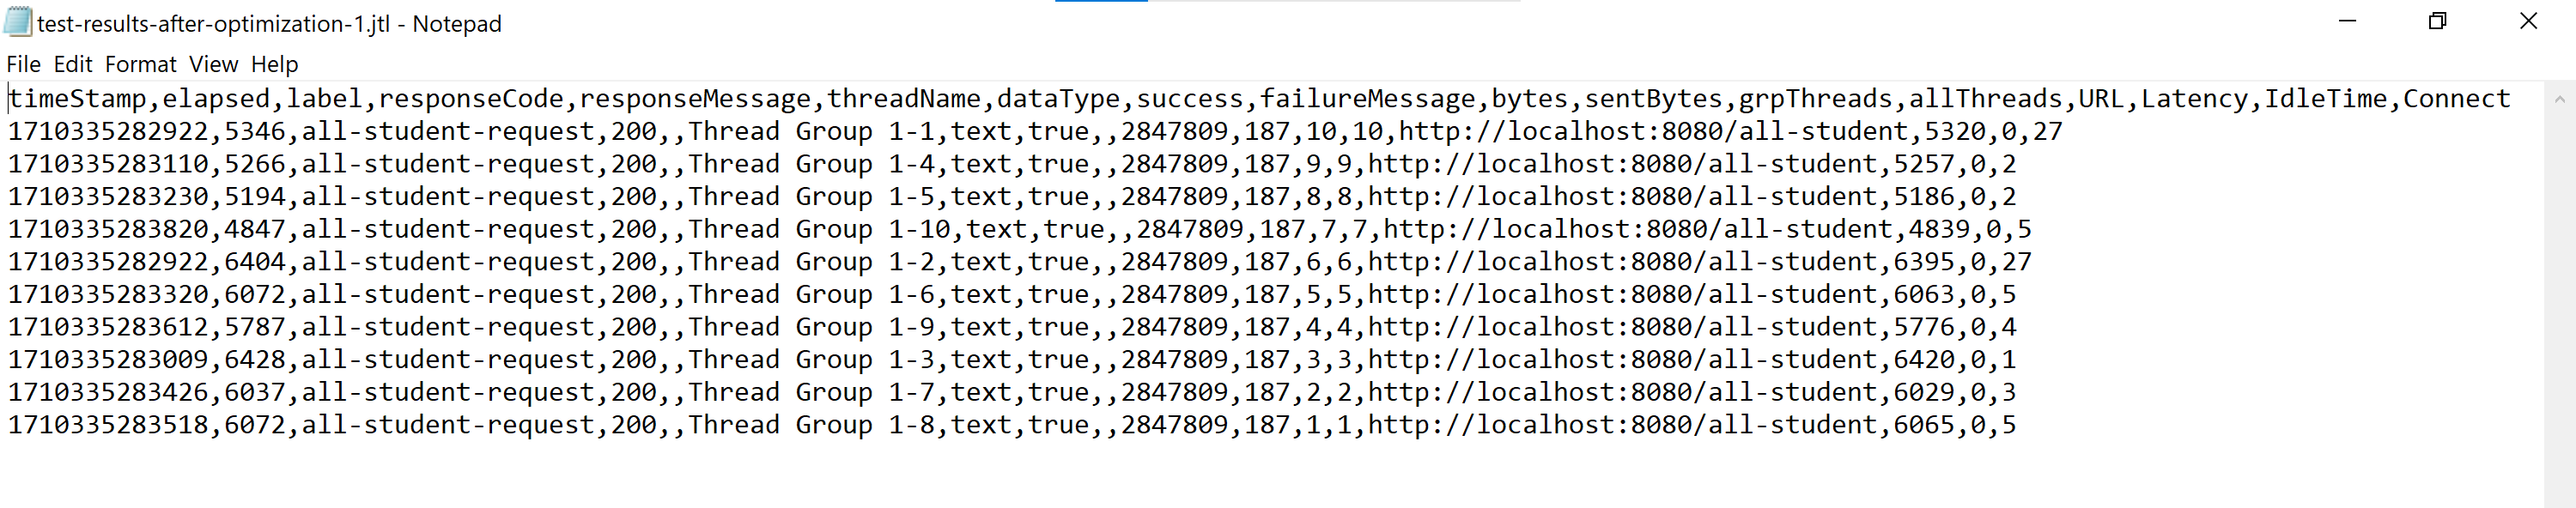 test-results-after-optimization-1.jtl - Notepad
File Edit Format View Help
timeStamp,elapsed,label,responseCode,responseMessage,threadName,dataType,success,failureMessage,bytes,sentBytes,grpThreads,allThreads,URL,Latency,IdleTime,Connect
1710335282922,5346,all-student-request,200,,Thread Group 1-1,text,true,,2847809,187,10,10,http://localhost:8080/all-student,5320,0,27
1710335283110,5266,all-student-request,200,,Thread Group 1-4,text,true,,2847809,187,9,9,http://localhost:8080/all-student,5257,0,2
1710335283230,5194,all-student-request,200,,Thread Group 1-5,text,true,,2847809,187,8,8,http://localhost:8080/all-student,5186,0,2
1710335283820,4847,all-student-request,200,,Thread Group 1-10,text,true,,2847809,187,7,7,http://localhost:8080/all-student,4839,0,5
1710335282922,6404,all-student-request,200,,Thread Group 1-2,text,true,,2847809,187,6,6,http://localhost:8080/all-student,6395,0,27
1710335283320,6072,all-student-request,200,,Thread Group 1-6,text,true,,2847809,187,5,5,http://localhost:8080/all-student,6063,0,5
1710335283612,5787,all-student-request,200,,Thread Group 1-9,text,true,,2847809,187,4,4,http://localhost:8080/all-student,5776,0,4
1710335283009,6428,all-student-request,200,,Thread Group 1-3,text,true,,2847809,187,3,3,http://localhost:8080/all-student,6420,0,1
1710335283426,6037,all-student-request,200,,Thread Group 1-7,text,true,,2847809,187,2,2,http://localhost:8080/all-student,6029,0,3
1710335283518,6072,all-student-request,200,,Thread Group 1-8,text,true,,2847809,187,1,1,http://localhost:8080/all-student,6065,0,5